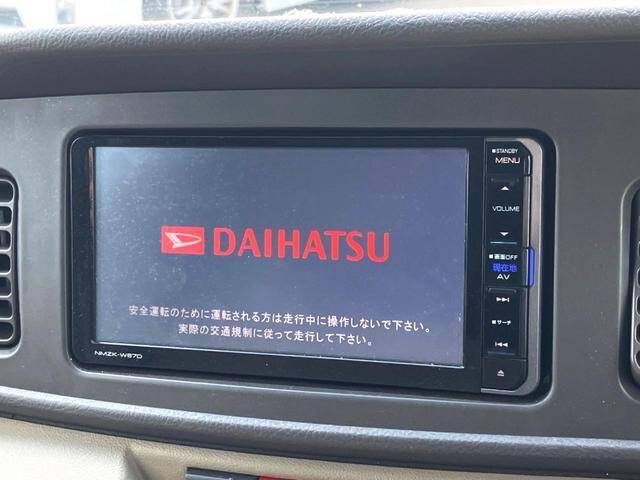 STANDBY
MENU
VOLUME
画面OFF
現在地
AV
サーチ
DAIHATSU
安全運転のために運転される方は走行中に操作しないで下さい。
実際の交通規制に従って走行して下さい。
NMZK-W67D